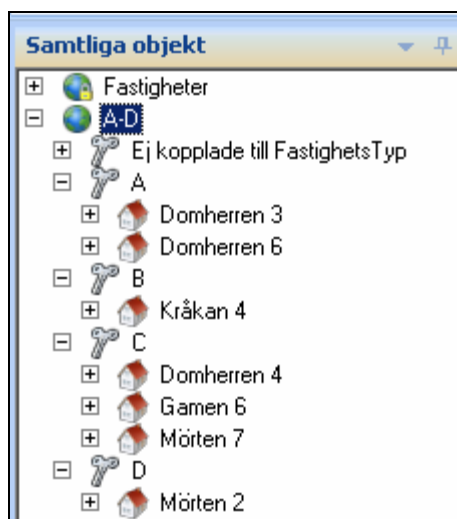 Samtliga objekt
Fastigheter
A-D
Ej kopplade till FastighetsTyp
A
Domherren 3
Domherren 6
B
Kråkan 4
C
Domherren 4
Gamen 6
Mörten 7
D
Mörten 2